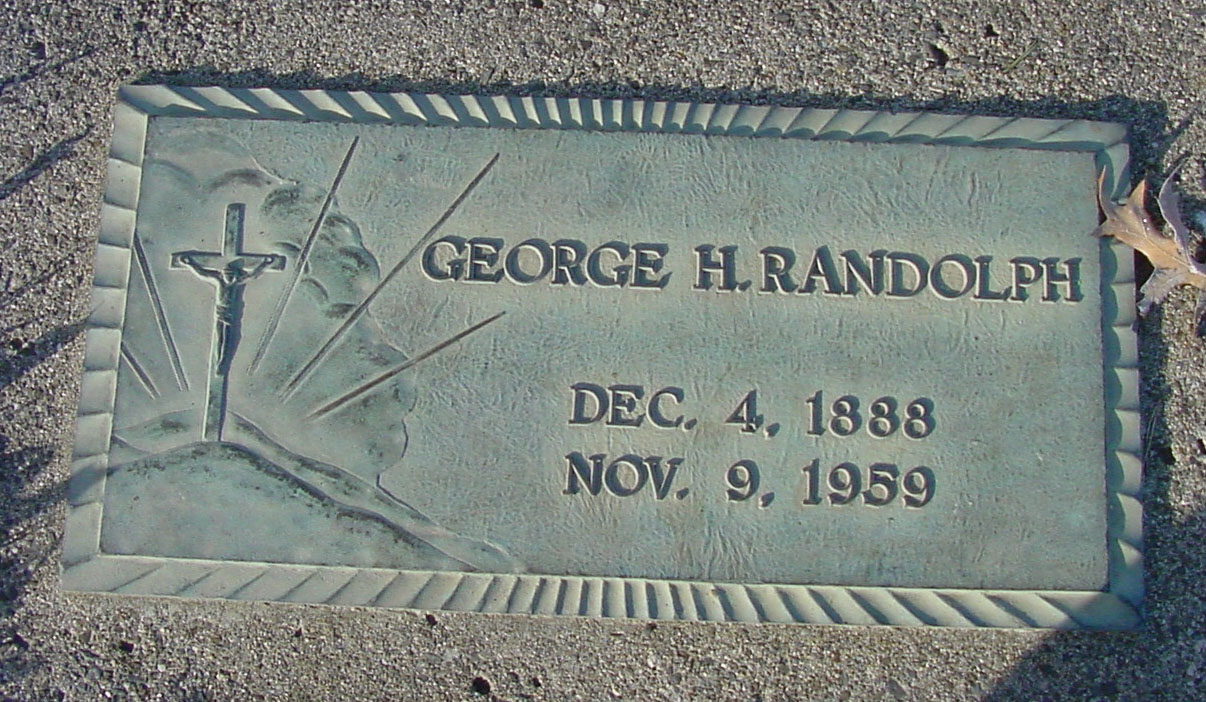 GEORGE H. RANDOLPH
DEC. 4, 1888
NOV. 9, 1959